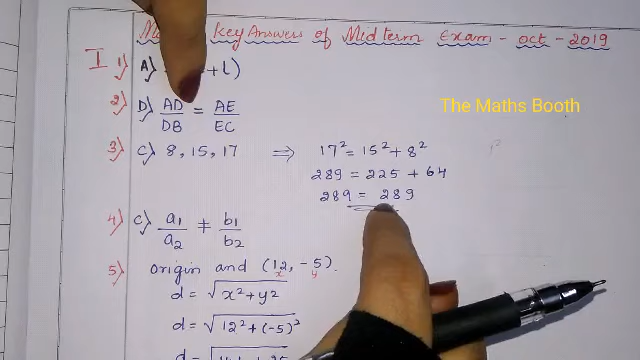 Key Answers of Midterm Exam - oct - 2019
I 1) A) + l)
2) D) AD/DB = AE/EC
The Maths Booth
3) C) 8, 15, 17 ⟹ 17² = 15² + 8²
289 = 225 + 64
289 = 289
4) C) a₁/a₂ ≠ b₁/b₂
5) origin and (12, -5).
x y
d = √x² + y²
d = √12² + (-5)²
d = √